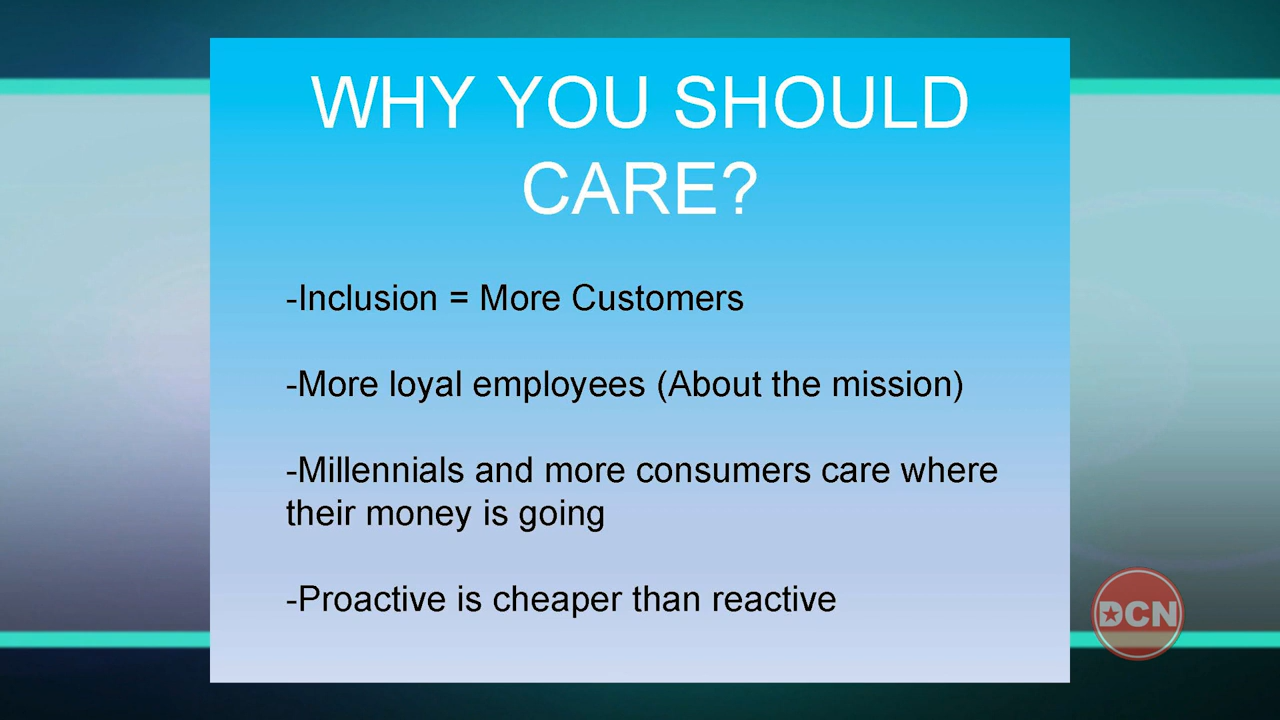 WHY YOU SHOULD
CARE?
-Inclusion = More Customers
-More loyal employees (About the mission)
-Millennials and more consumers care where
their money is going
-Proactive is cheaper than reactive
DCN